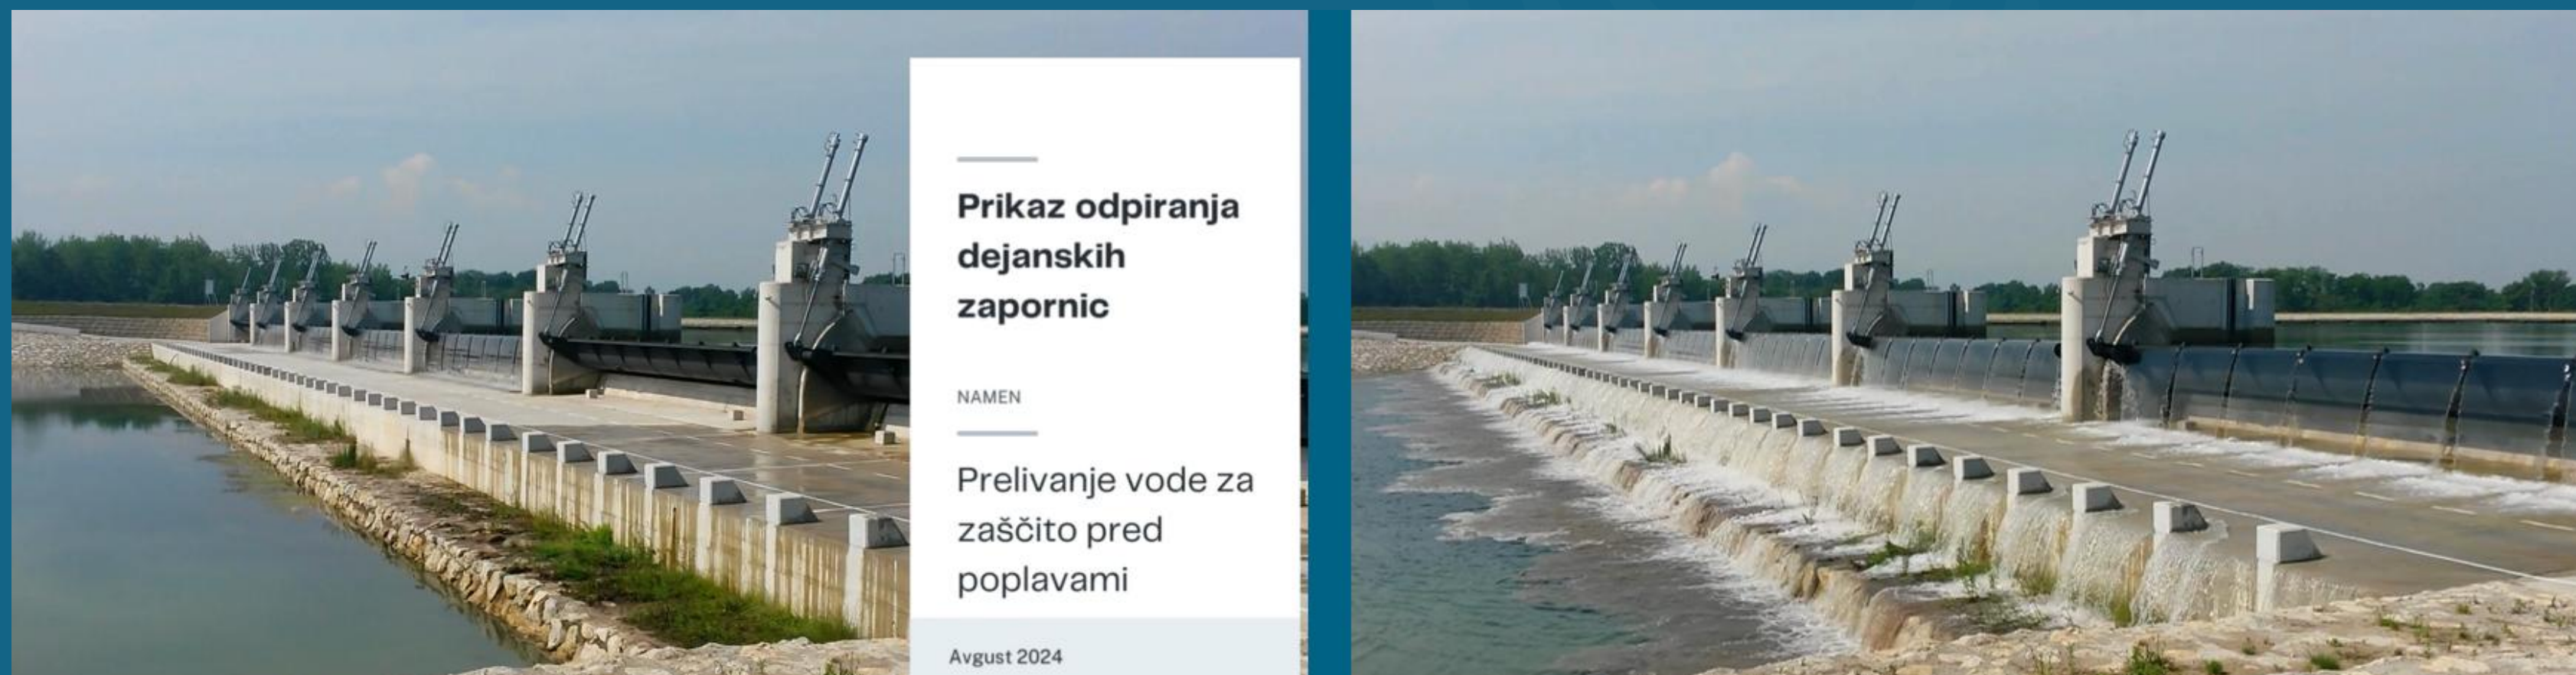 Prikaz odpiranja
dejanskih
zapornic
NAMEN
Prelivanje vode za
zaščito pred
poplavami
Avgust 2024